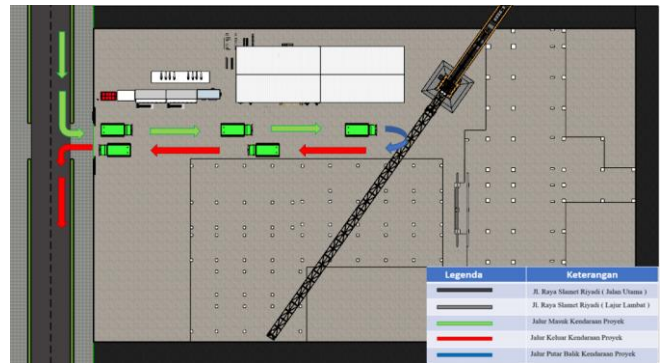 Legenda Keterangan
Jl. Raya Slamet Riyadi ( Jalan Utama )
Jl. Raya Slamet Riyadi ( Lajur Lambat )
Jalur Masuk Kendaraan Proyek
Jalur Keluar Kendaraan Proyek
Jalur Putar Balik Kendaraan Proyek